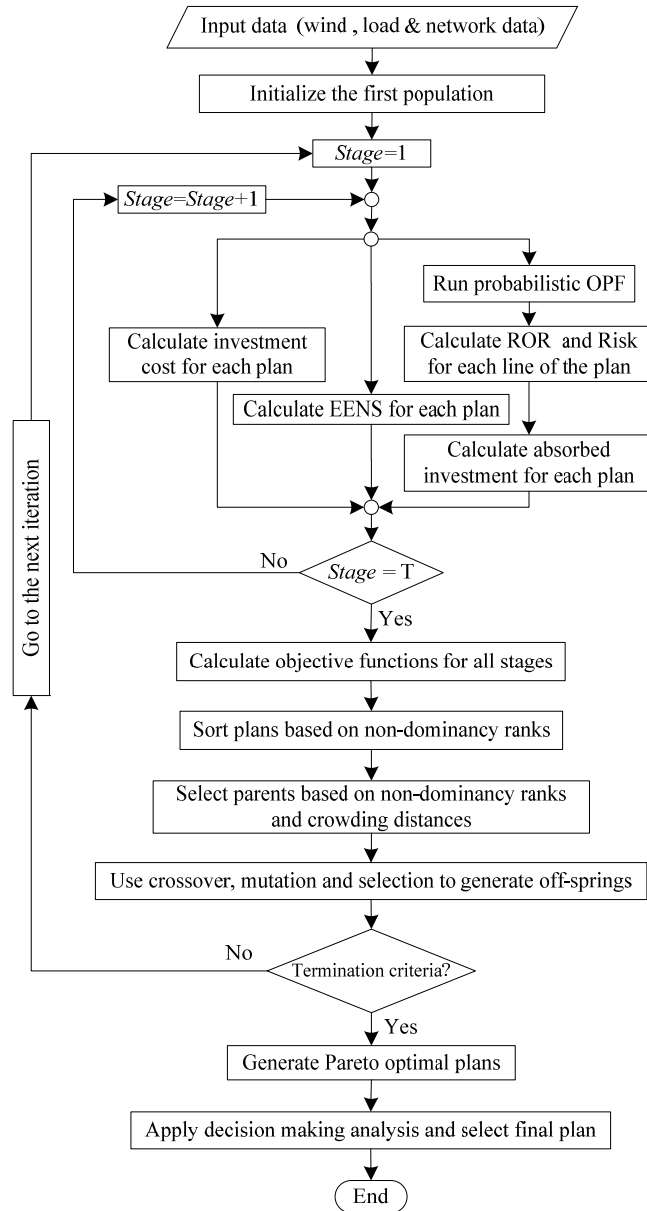 Input data (wind , load & network data)
Initialize the first population
Stage=1
Stage=Stage+1
Run probabilistic OPF
Calculate investment
cost for each plan
Calculate ROR and Risk
for each line of the plan
Calculate EENS for each plan
Calculate absorbed
investment for each plan
Go to the next iteration
No
Stage = T
Yes
Calculate objective functions for all stages
Sort plans based on non-dominancy ranks
Select parents based on non-dominancy ranks
and crowding distances
Use crossover, mutation and selection to generate off-springs
No
Termination criteria?
Yes
Generate Pareto optimal plans
Apply decision making analysis and select final plan
End